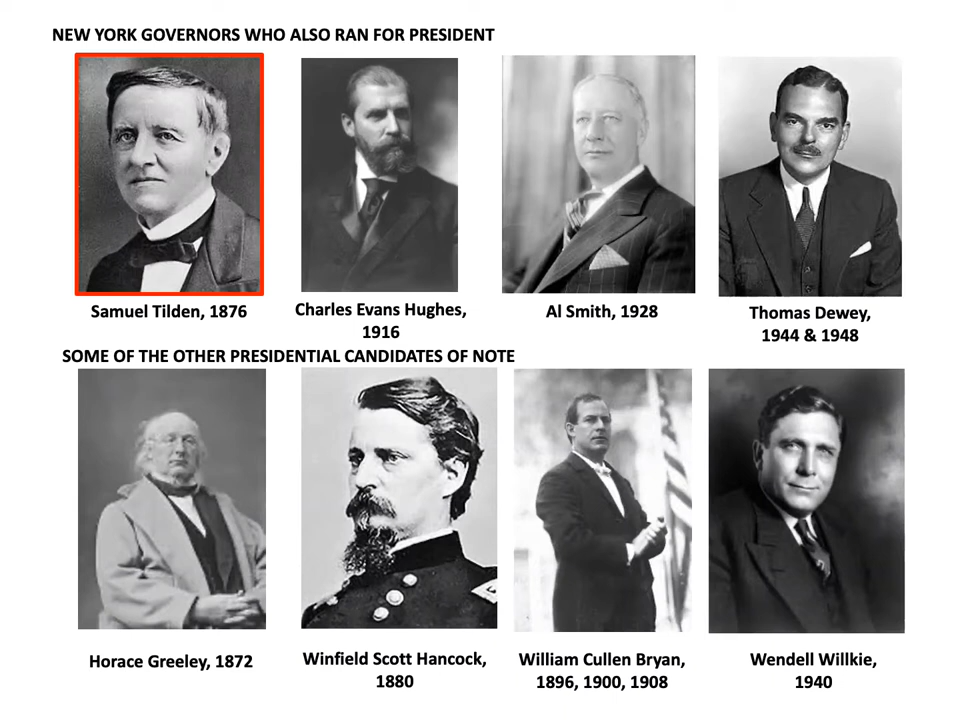 NEW YORK GOVERNORS WHO ALSO RAN FOR PRESIDENT
Samuel Tilden, 1876
Charles Evans Hughes,
1916
Al Smith, 1928
Thomas Dewey,
1944 & 1948
SOME OF THE OTHER PRESIDENTIAL CANDIDATES OF NOTE
Horace Greeley, 1872
Winfield Scott Hancock,
1880
William Cullen Bryan,
1896, 1900, 1908
Wendell Willkie,
1940